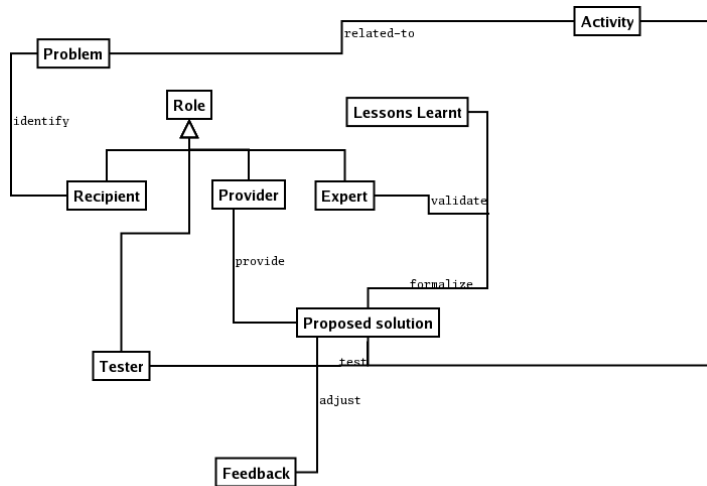 Activity
related-to
Problem
Role
Lessons Learnt
identify
Recipient
Provider
Expert
validate
provide
formalize
Proposed solution
Tester
test
adjust
Feedback